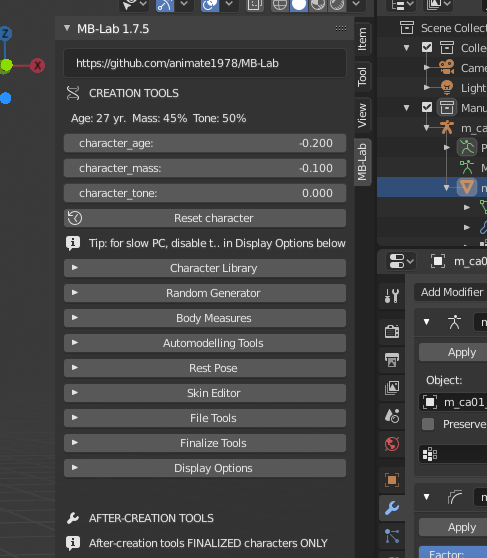 MB-Lab 1.7.5
https://github.com/animate1978/MB-Lab
CREATION TOOLS
Age: 27 yr. Mass: 45% Tone: 50%
character_age: -0.200
character_mass: -0.100
character_tone: 0.000
Reset character
Tip: for slow PC, disable t.. in Display Options below
Character Library
Random Generator
Body Measures
Automodelling Tools
Rest Pose
Skin Editor
File Tools
Finalize Tools
Display Options
AFTER-CREATION TOOLS
After-creation tools FINALIZED characters ONLY
Item
Tool
View
MB-Lab
Z
X
Scene Collec
Collec
Came
Light
Manu
m_ca
P
M
m_ca0
Add Modifier
Apply
Object:
m_ca01_
Preserve
Apply
Factor: